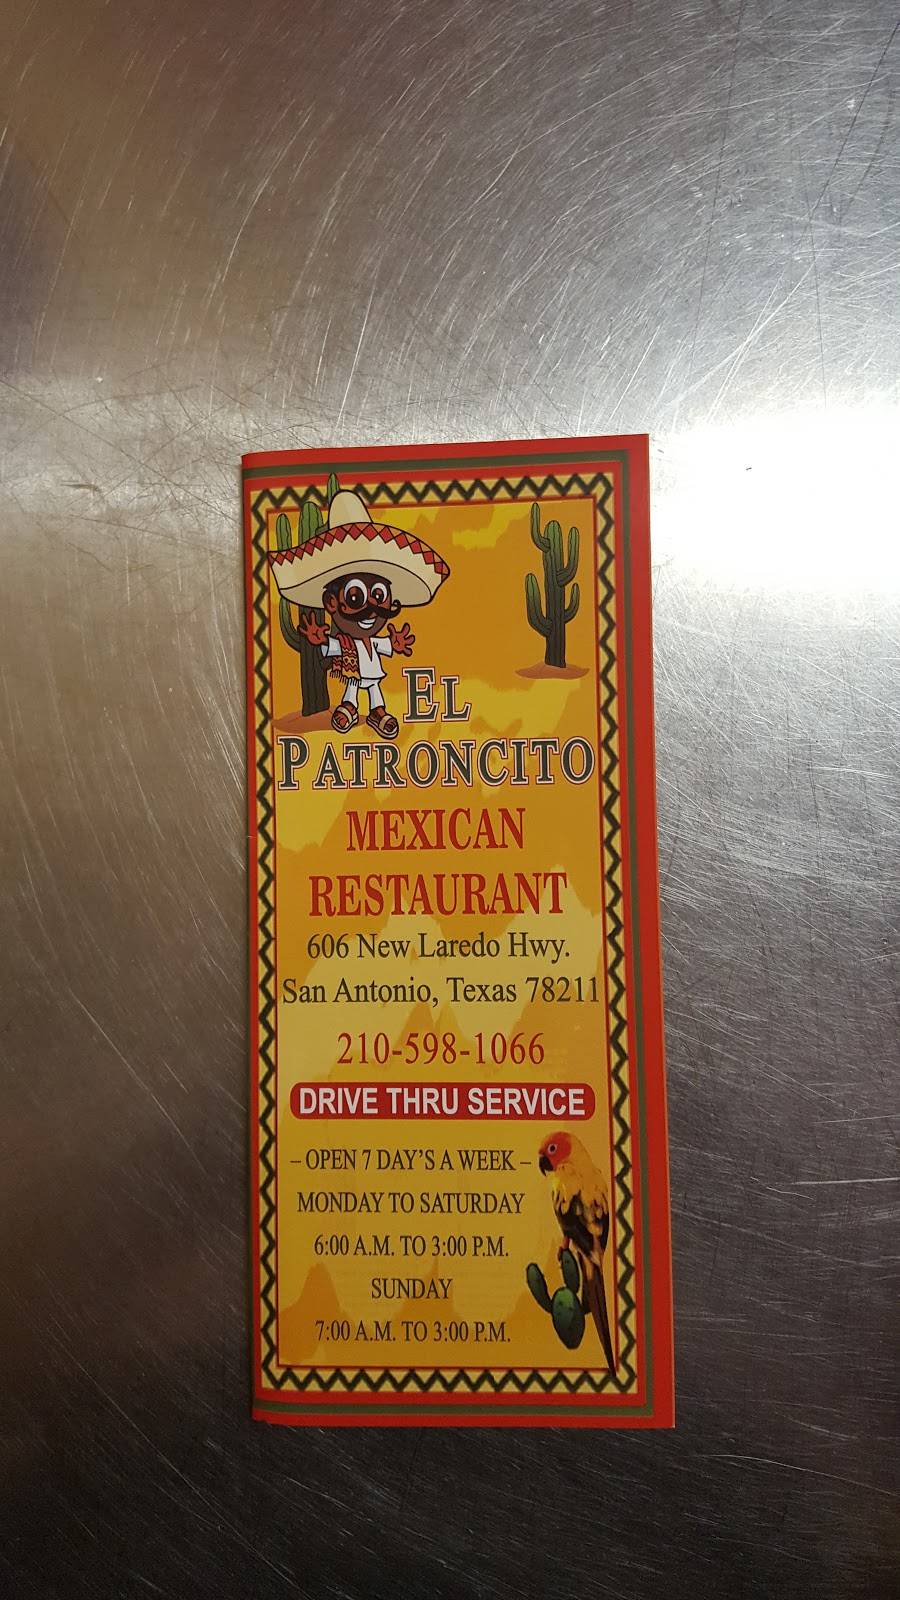 EL
PATRONCITO
MEXICAN
RESTAURANT
606 New Laredo Hwy.
San Antonio, Texas 78211
210-598-1066
DRIVE THRU SERVICE
– OPEN 7 DAY'S A WEEK –
MONDAY TO SATURDAY
6:00 A.M. TO 3:00 P.M.
SUNDAY
7:00 A.M. TO 3:00 P.M.